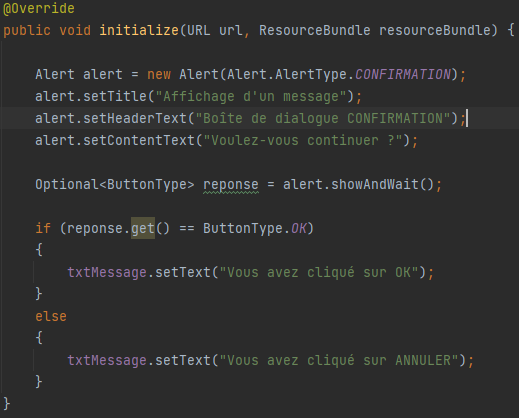 @Override
public void initialize(URL url, ResourceBundle resourceBundle) {
Alert alert = new Alert(Alert.AlertType.CONFIRMATION);
alert.setTitle("Affichage d'un message");
alert.setHeaderText("Boîte de dialogue CONFIRMATION");
alert.setContentText("Voulez-vous continuer ?");
Optional<ButtonType> reponse = alert.showAndWait();
if (reponse.get() == ButtonType.OK)
{
txtMessage.setText("Vous avez cliqué sur OK");
}
else
{
txtMessage.setText("Vous avez cliqué sur ANNULER");
}
}